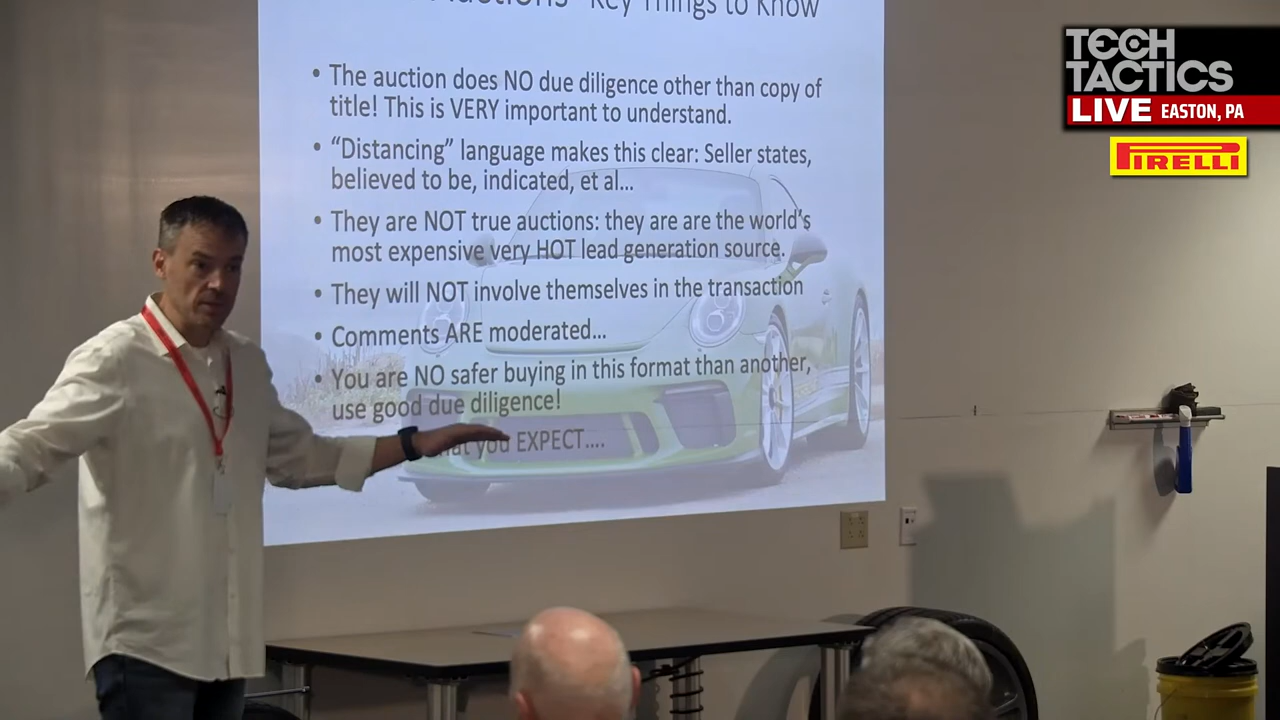 Key Things to Know
• The auction does NO due diligence other than copy of
title! This is VERY important to understand.
• “Distancing” language makes this clear: Seller states,
believed to be, indicated, et al...
• They are NOT true auctions: they are are the world's
most expensive very HOT lead generation source.
• They will NOT involve themselves in the transaction
• Comments ARE moderated...
• You are NO safer buying in this format than another,
use good due diligence!
you EXPECT....
TECH
TACTICS
LIVE EASTON, PA
PIRELLI